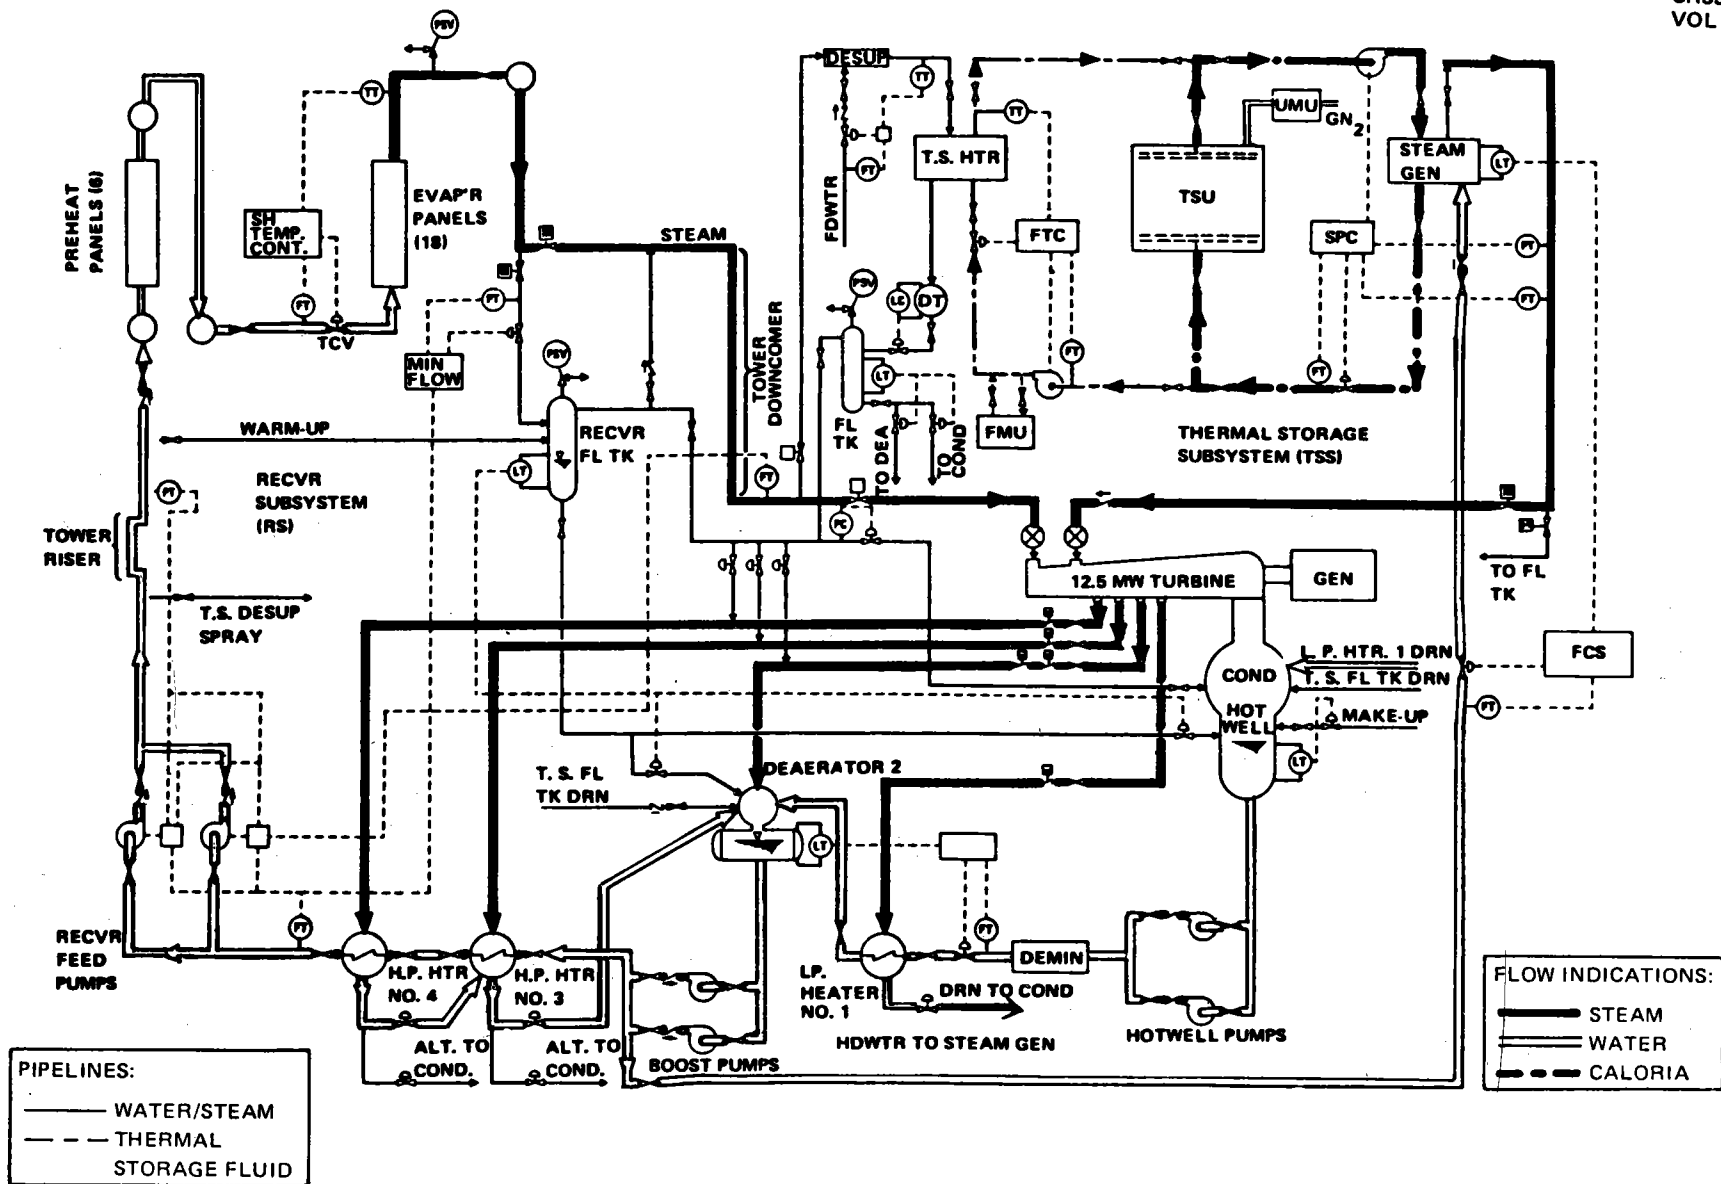 VOL
PSV
PREHEAT
PANELS (6)
TT
SH
TEMP.
CONT.
FT
TCV
EVAP'R
PANELS
(18)
STEAM
PT
MIN
FLOW
PSV
TOWER
DOWNCOMER
WARM-UP
RECVR
FL TK
LT
RECVR
SUBSYSTEM
(RS)
PT
TOWER
RISER
T.S. DESUP
SPRAY
DESUP
TT
FDWTR
FT
T.S. HTR
TT
FTC
PSV
LC
DT
LT
FL
TK
TO DEA
TO
COND
FT
FMU
UMU
GN2
TSU
STEAM
GEN
LT
SPC
PT
FT
FT
THERMAL STORAGE
SUBSYSTEM (TSS)
PT
PC
12.5 MW TURBINE
GEN
TO FL
TK
FCS
FT
COND
L. P. HTR. 1 DRN
T. S. FL TK DRN
HOT
WELL
MAKE-UP
LT
T. S. FL
TK DRN
DEAERATOR 2
LT
RECVR
FEED
PUMPS
FT
H.P. HTR
NO. 4
H.P. HTR
NO. 3
LP.
HEATER
NO. 1
FT
DEMIN
DRN TO COND
HOTWELL PUMPS
ALT. TO
COND.
ALT. TO
COND.
BOOST PUMPS
HDWTR TO STEAM GEN
PIPELINES:
WATER/STEAM
THERMAL
STORAGE FLUID
FLOW INDICATIONS:
STEAM
WATER
CALORIA